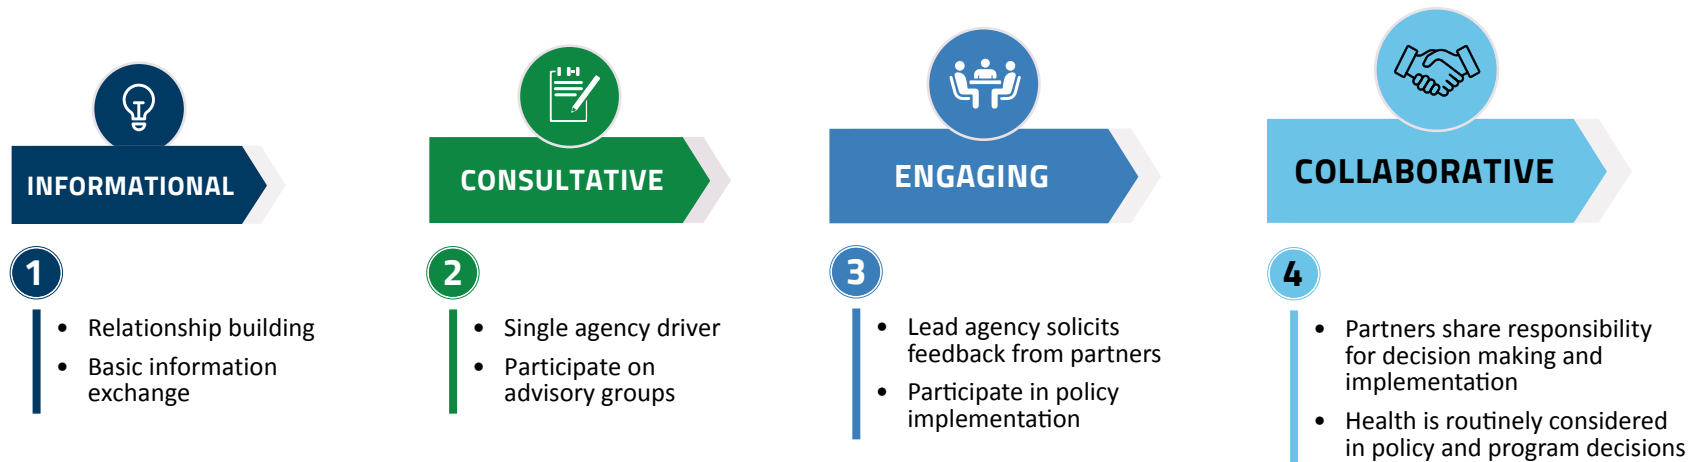 INFORMATIONAL
1
• Relationship building
• Basic information
exchange
CONSULTATIVE
2
• Single agency driver
• Participate on
advisory groups
ENGAGING
3
• Lead agency solicits
feedback from partners
• Participate in policy
implementation
COLLABORATIVE
4
• Partners share responsibility
for decision making and
implementation
• Health is routinely considered
in policy and program decisions